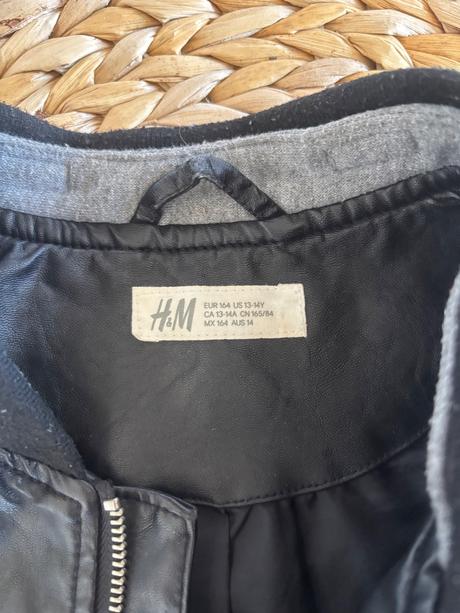 H&M
EUR 164 US 13-14Y
CA 13-14A CN 165/84
MX 164 AUS 14